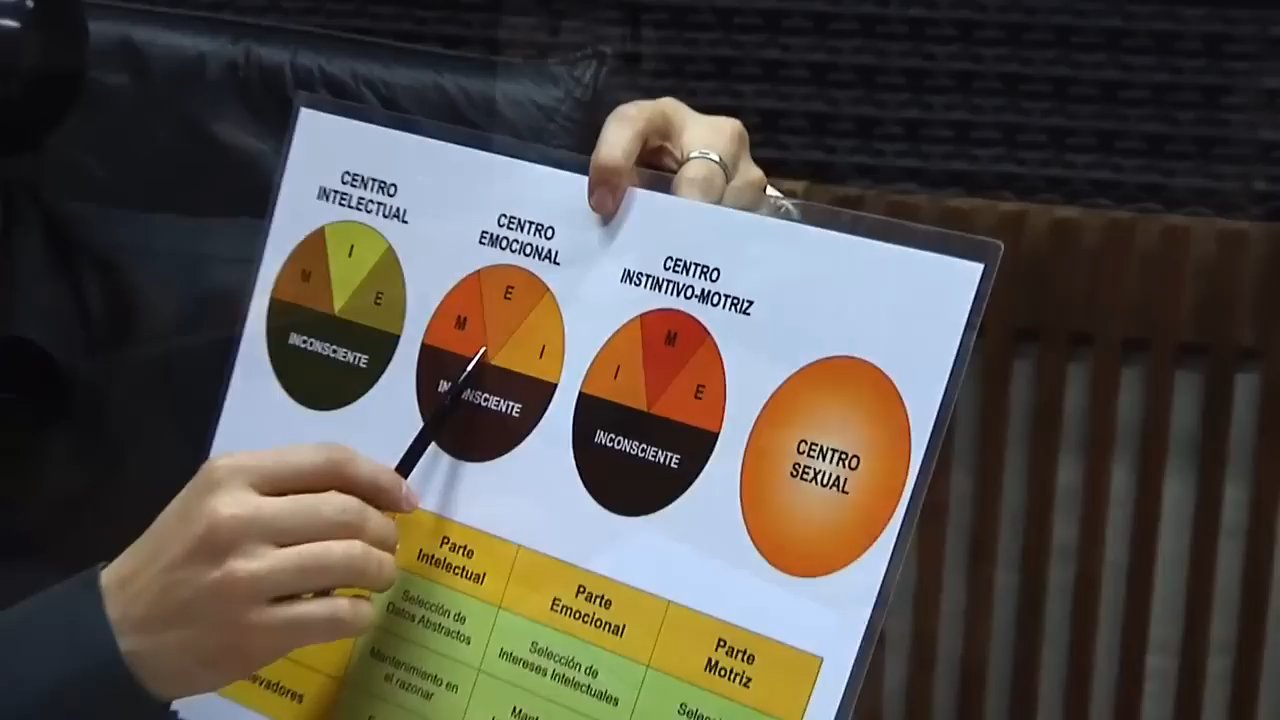 CENTRO
INTELECTUAL
M
I
E
INCONSCIENTE
CENTRO
EMOCIONAL
M
E
I
INCONSCIENTE
CENTRO
INSTINTIVO-MOTRIZ
I
M
E
INCONSCIENTE
CENTRO
SEXUAL
Parte
Intelectual
Parte
Emocional
Parte
Motriz
Selección de
Datos Abstractos
Selección de
Intereses Intelectuales
Mantenimiento en
el razonar